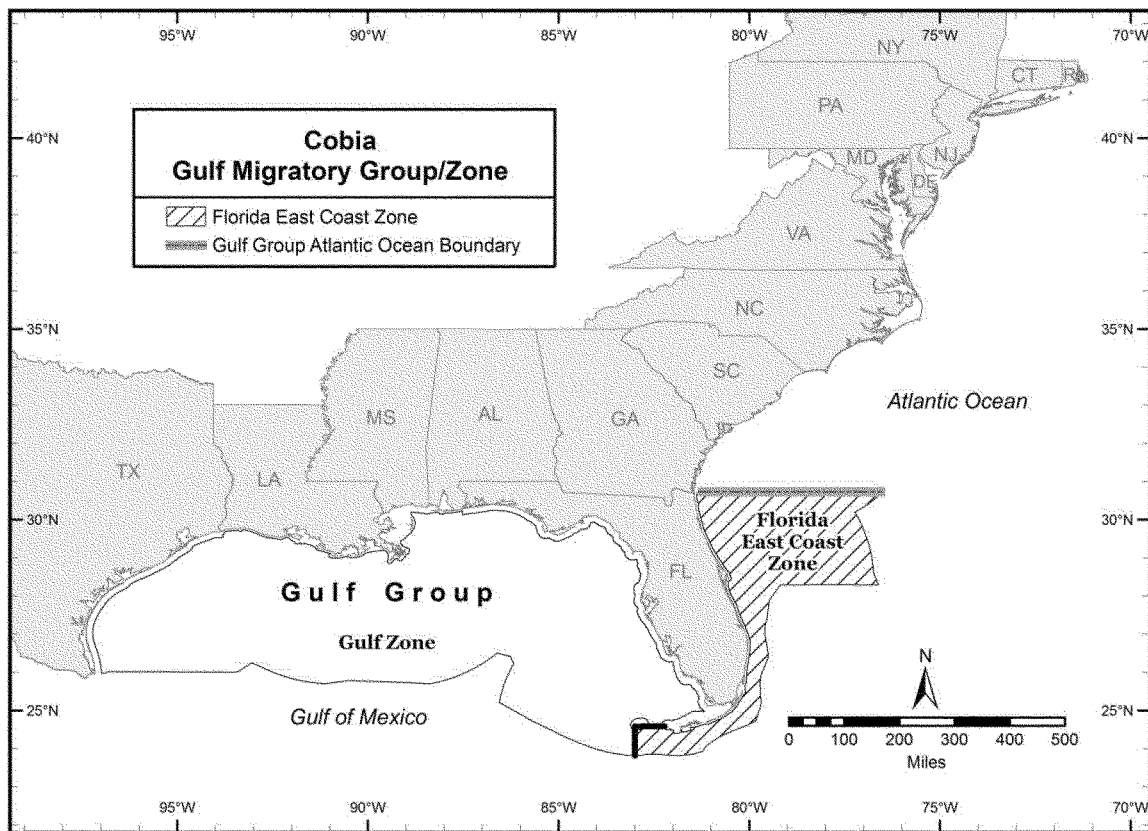 95°W 90°W 85°W 80°W 75°W 70°W
NY
CT RI
PA
40°N 40°N
Cobia
Gulf Migratory Group/Zone
MD NJ
DE
Florida East Coast Zone
Gulf Group Atlantic Ocean Boundary
VA
NC
35°N 35°N
SC
Atlantic Ocean
MS AL GA
TX LA
30°N 30°N
Florida
East Coast
Zone
FL
Gulf Group
Gulf Zone
N
Gulf of Mexico
25°N 25°N
0 100 200 300 400 500
Miles
95°W 90°W 85°W 80°W 75°W 70°W